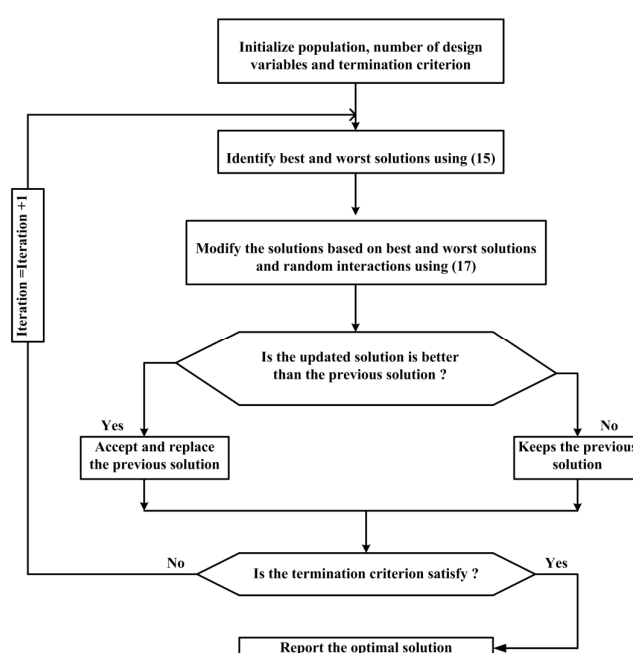 Initialize population, number of design
variables and termination criterion
Identify best and worst solutions using (15)
Iteration =Iteration +1
Modify the solutions based on best and worst solutions
and random interactions using (17)
Is the updated solution is better
than the previous solution ?
Yes
No
Accept and replace
the previous solution
Keeps the previous
solution
No
Is the termination criterion satisfy ?
Yes
Report the optimal solution